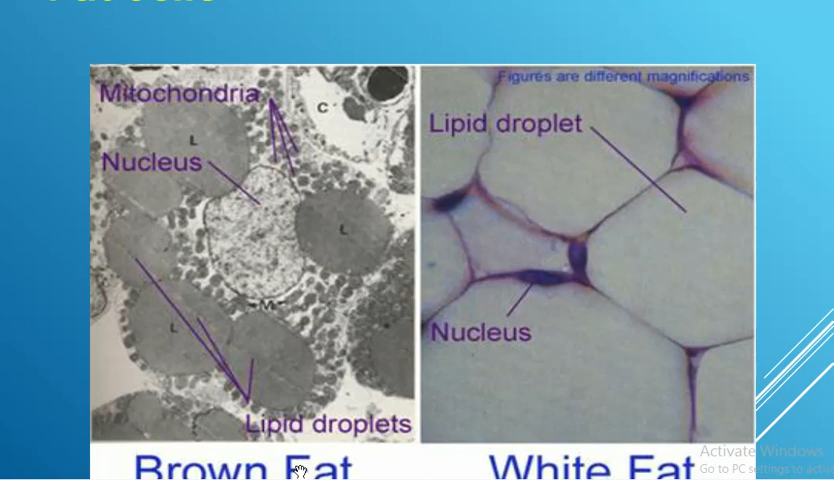 Figures are different magnifications
Mitochondria
C
L
Nucleus
L
M
L
Lipid droplets
Lipid droplet
Nucleus
Brown Fat
White Fat
Activate Windows
Go to PC settings to